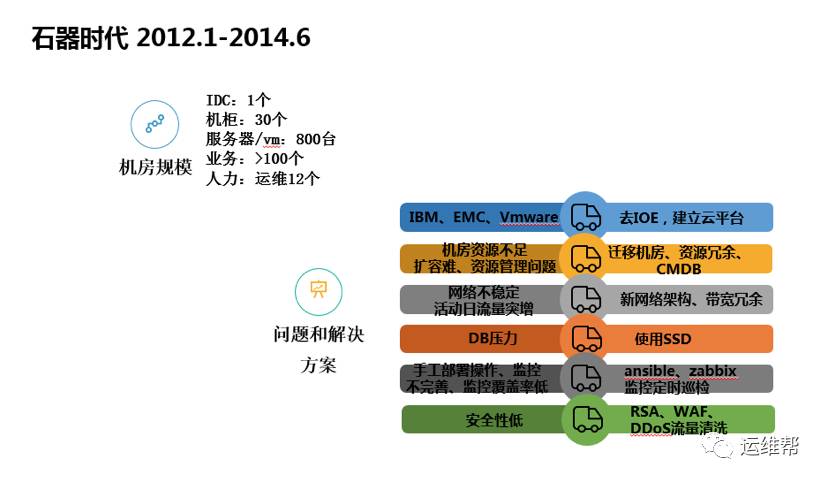 石器时代 2012.1-2014.6
IDC：1个
机柜：30个
服务器/vm：800台
业务：>100个
人力：运维12个
机房规模
IBM、EMC、Vmware
去IOE，建立云平台
机房资源不足
扩容难、资源管理问题
迁移机房、资源冗余、
CMDB
网络不稳定
活动日流量突增
新网络架构、带宽冗余
问题和解决
方案
DB压力
使用SSD
手工部署操作、监控
不完善、监控覆盖率低
ansible、zabbix
监控定时巡检
安全性低
RSA、WAF、
DDoS流量清洗
运维帮